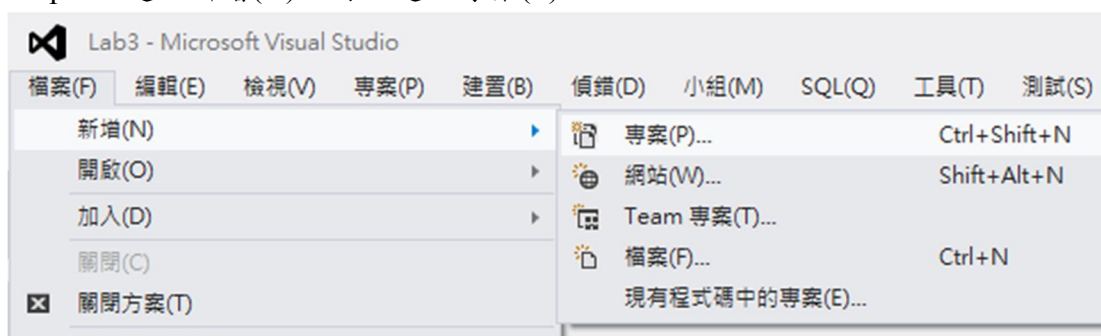 Lab3 - Microsoft Visual Studio
檔案(F) 編輯(E) 檢視(V) 專案(P) 建置(B) 偵錯(D) 小組(M) SQL(Q) 工具(T) 測試(S)
新增(N)
開啟(O)
加入(D)
關閉(C)
關閉方案(T)
專案(P)... Ctrl+Shift+N
網站(W)... Shift+Alt+N
Team 專案(T)...
檔案(F)... Ctrl+N
現有程式碼中的專案(E)...